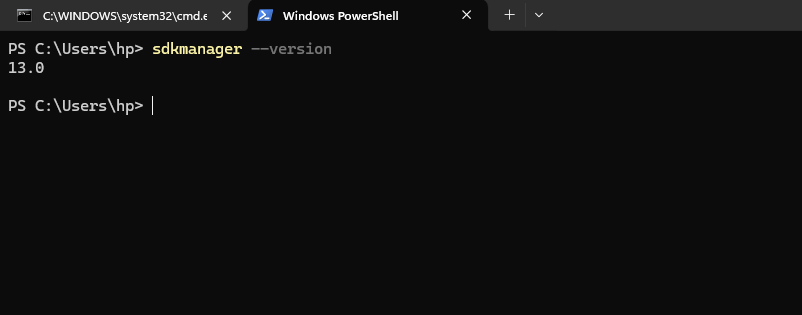 C:\WINDOWS\system32\cmd.e
Windows PowerShell
PS C:\Users\hp> sdkmanager --version
13.0
PS C:\Users\hp>